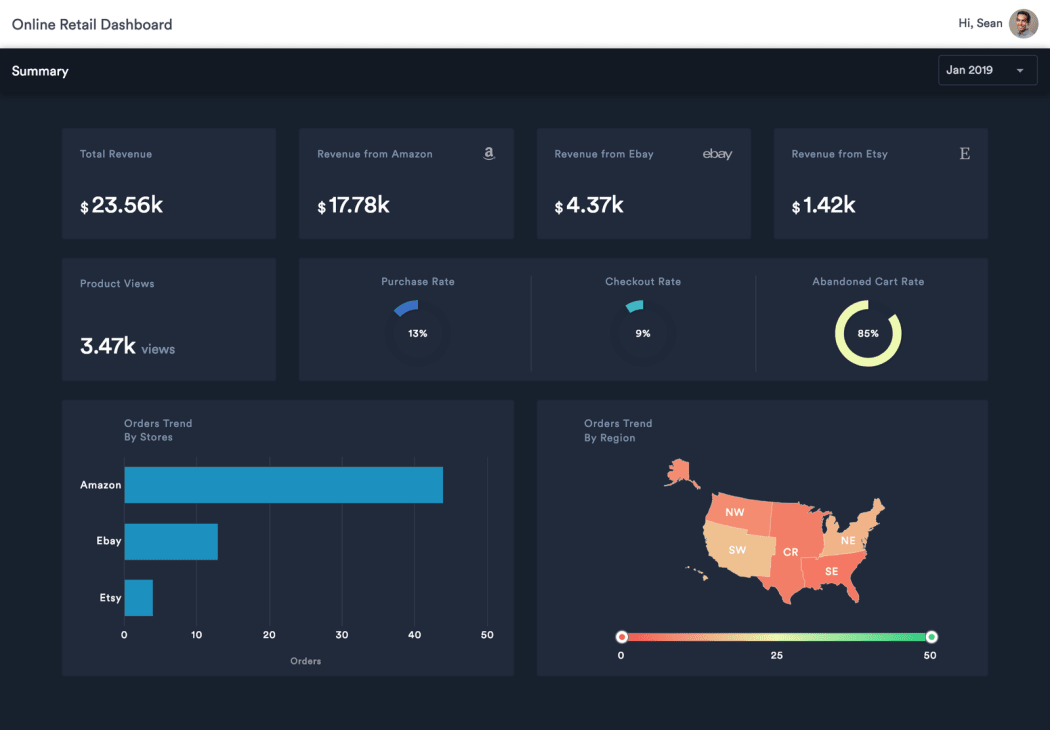 Online Retail Dashboard
Hi, Sean
Summary
Jan 2019
Total Revenue
$23.56k
Revenue from Amazon
a
$17.78k
Revenue from Ebay
ebay
$4.37k
Revenue from Etsy
E
$1.42k
Product Views
3.47k views
Purchase Rate
13%
Checkout Rate
9%
Abandoned Cart Rate
85%
Orders Trend
By Stores
Amazon
Ebay
Etsy
0 10 20 30 40 50
Orders
Orders Trend
By Region
NW
NE
SW
CR
SE
0 25 50